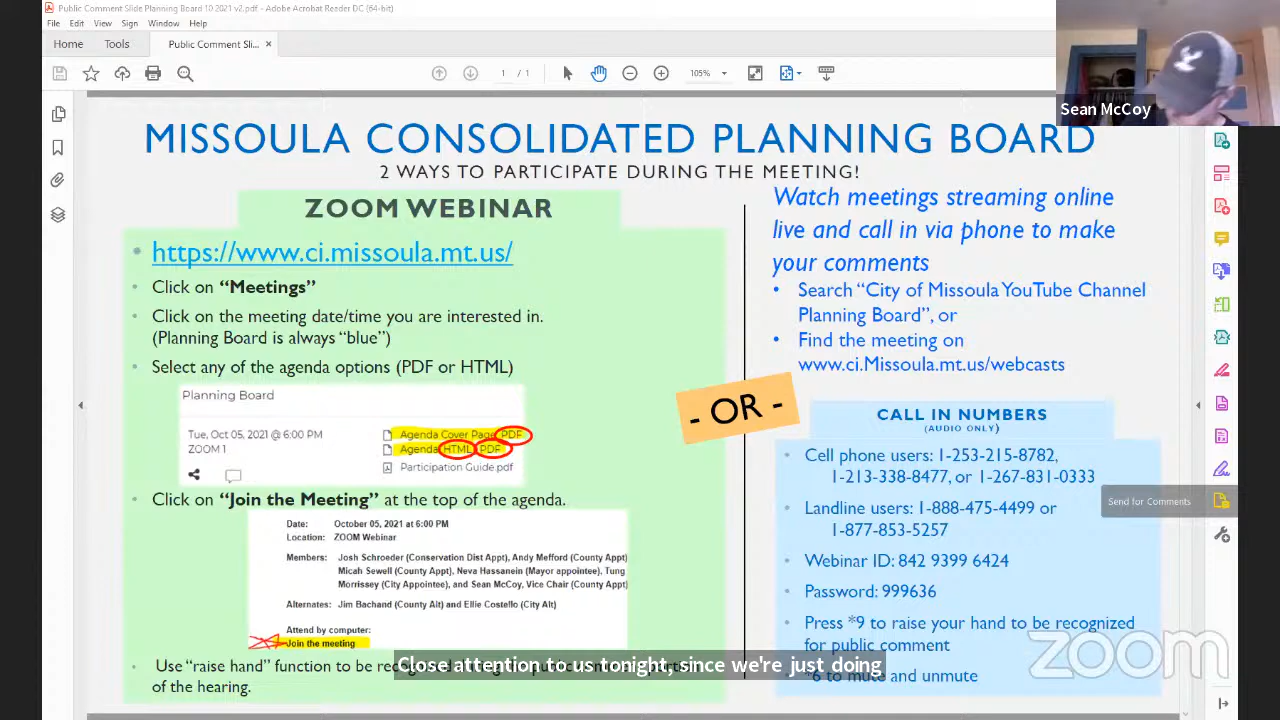 Public Comment Slide Planning Board 10 2021 v2.pdf - Adobe Acrobat Reader DC (64-bit)
File Edit View Sign Window Help
Home Tools Public Comment Sli... ×
1 / 1 105%
Sean McCoy
MISSOULA CONSOLIDATED PLANNING BOARD
2 WAYS TO PARTICIPATE DURING THE MEETING!
ZOOM WEBINAR
• https://www.ci.missoula.mt.us/
• Click on “Meetings”
• Click on the meeting date/time you are interested in.
(Planning Board is always “blue”)
• Select any of the agenda options (PDF or HTML)
Planning Board
Tue, Oct 05, 2021 @ 6:00 PM
ZOOM 1
Agenda Cover Page PDF
Agenda HTML PDF
Participation Guide.pdf
• Click on “Join the Meeting” at the top of the agenda.
Date: October 05, 2021 at 6:00 PM
Location: ZOOM Webinar
Members: Josh Schroeder (Conservation Dist Appt), Andy Mefford (County Appt)
Micah Sewell (County Appt), Neva Hassanein (Mayor appointee), Tung
Morrissey (City Appointee), and Sean McCoy, Vice Chair (County Appt)
Alternates: Jim Bachand (County Alt) and Ellie Costello (City Alt)
Attend by computer:
Join the meeting
• Use “raise hand” function to be
of the hearing.
- OR -
Watch meetings streaming online
live and call in via phone to make
your comments
• Search “City of Missoula YouTube Channel
Planning Board”, or
• Find the meeting on
www.ci.Missoula.mt.us/webcasts
CALL IN NUMBERS
(AUDIO ONLY)
• Cell phone users: 1-253-215-8782,
1-213-338-8477, or 1-267-831-0333
• Landline users: 1-888-475-4499 or
1-877-853-5257
• Webinar ID: 842 9399 6424
• Password: 999636
• Press *9 to raise your hand to be recognized
for public comment
• *6 to mute and unmute
Send for Comments
zoom
Close attention to us tonight, since we're just doing